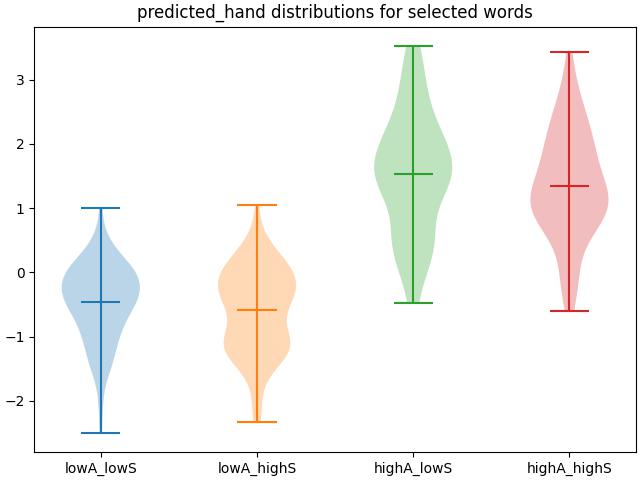 predicted_hand distributions for selected words
3
2
1
0
−1
−2
lowA_lowS
lowA_highS
highA_lowS
highA_highS